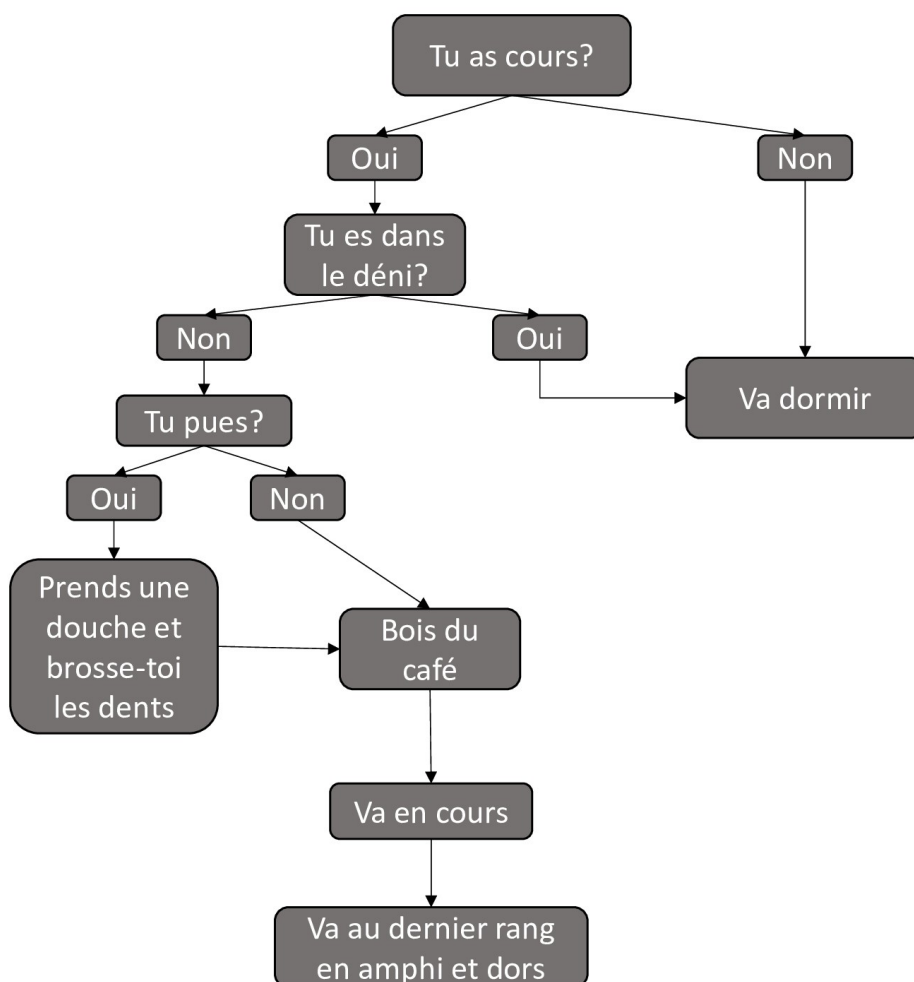 Tu as cours?
Oui
Non
Tu es dans
le déni?
Non
Oui
Va dormir
Tu pues?
Oui
Non
Prends une
douche et
brosse-toi
les dents
Bois du
café
Va en cours
Va au dernier rang
en amphi et dors